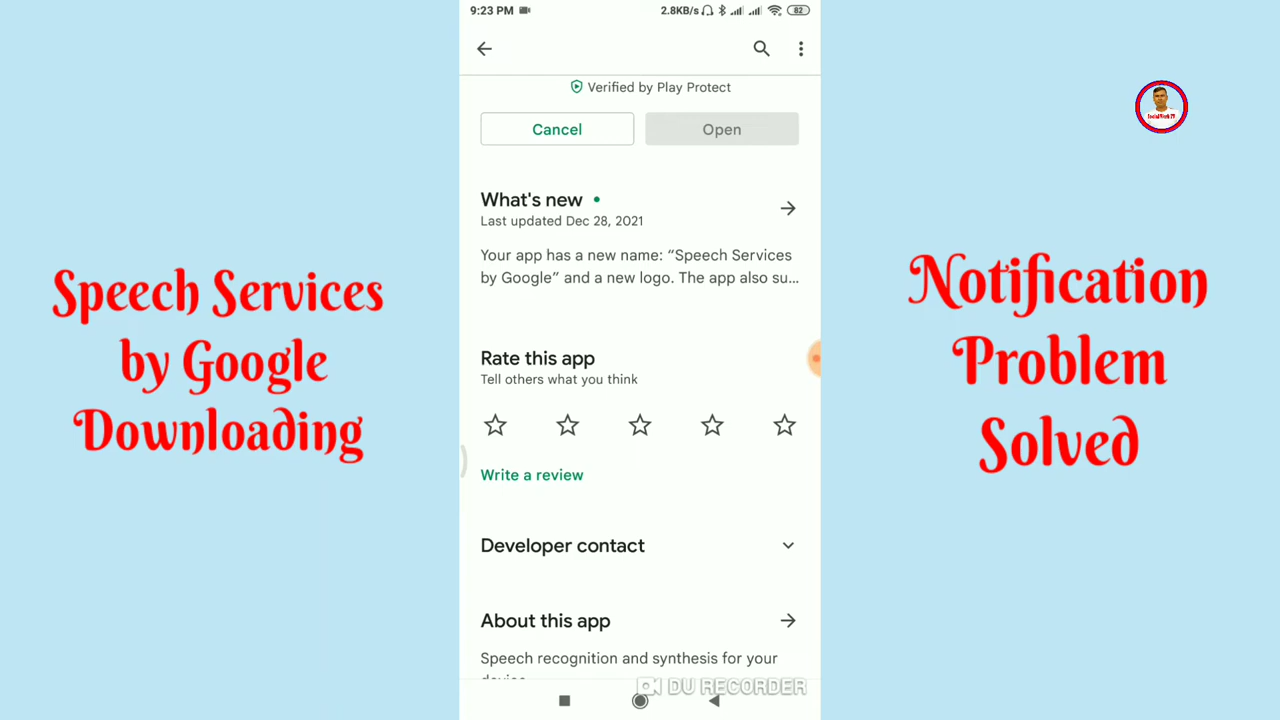 9:23 PM
2.8KB/s
82
Verified by Play Protect
Cancel
Open
What's new
Last updated Dec 28, 2021
Your app has a new name: “Speech Services
by Google” and a new logo. The app also su...
Rate this app
Tell others what you think
Write a review
Developer contact
About this app
Speech recognition and synthesis for your
device
DU RECORDER
Speech Services
by Google
Downloading
Notification
Problem
Solved